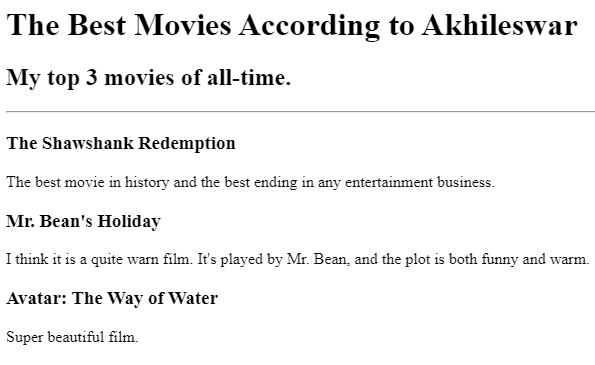 The Best Movies According to Akhileswar
My top 3 movies of all-time.
The Shawshank Redemption
The best movie in history and the best ending in any entertainment business.
Mr. Bean's Holiday
I think it is a quite warn film. It's played by Mr. Bean, and the plot is both funny and warm.
Avatar: The Way of Water
Super beautiful film.